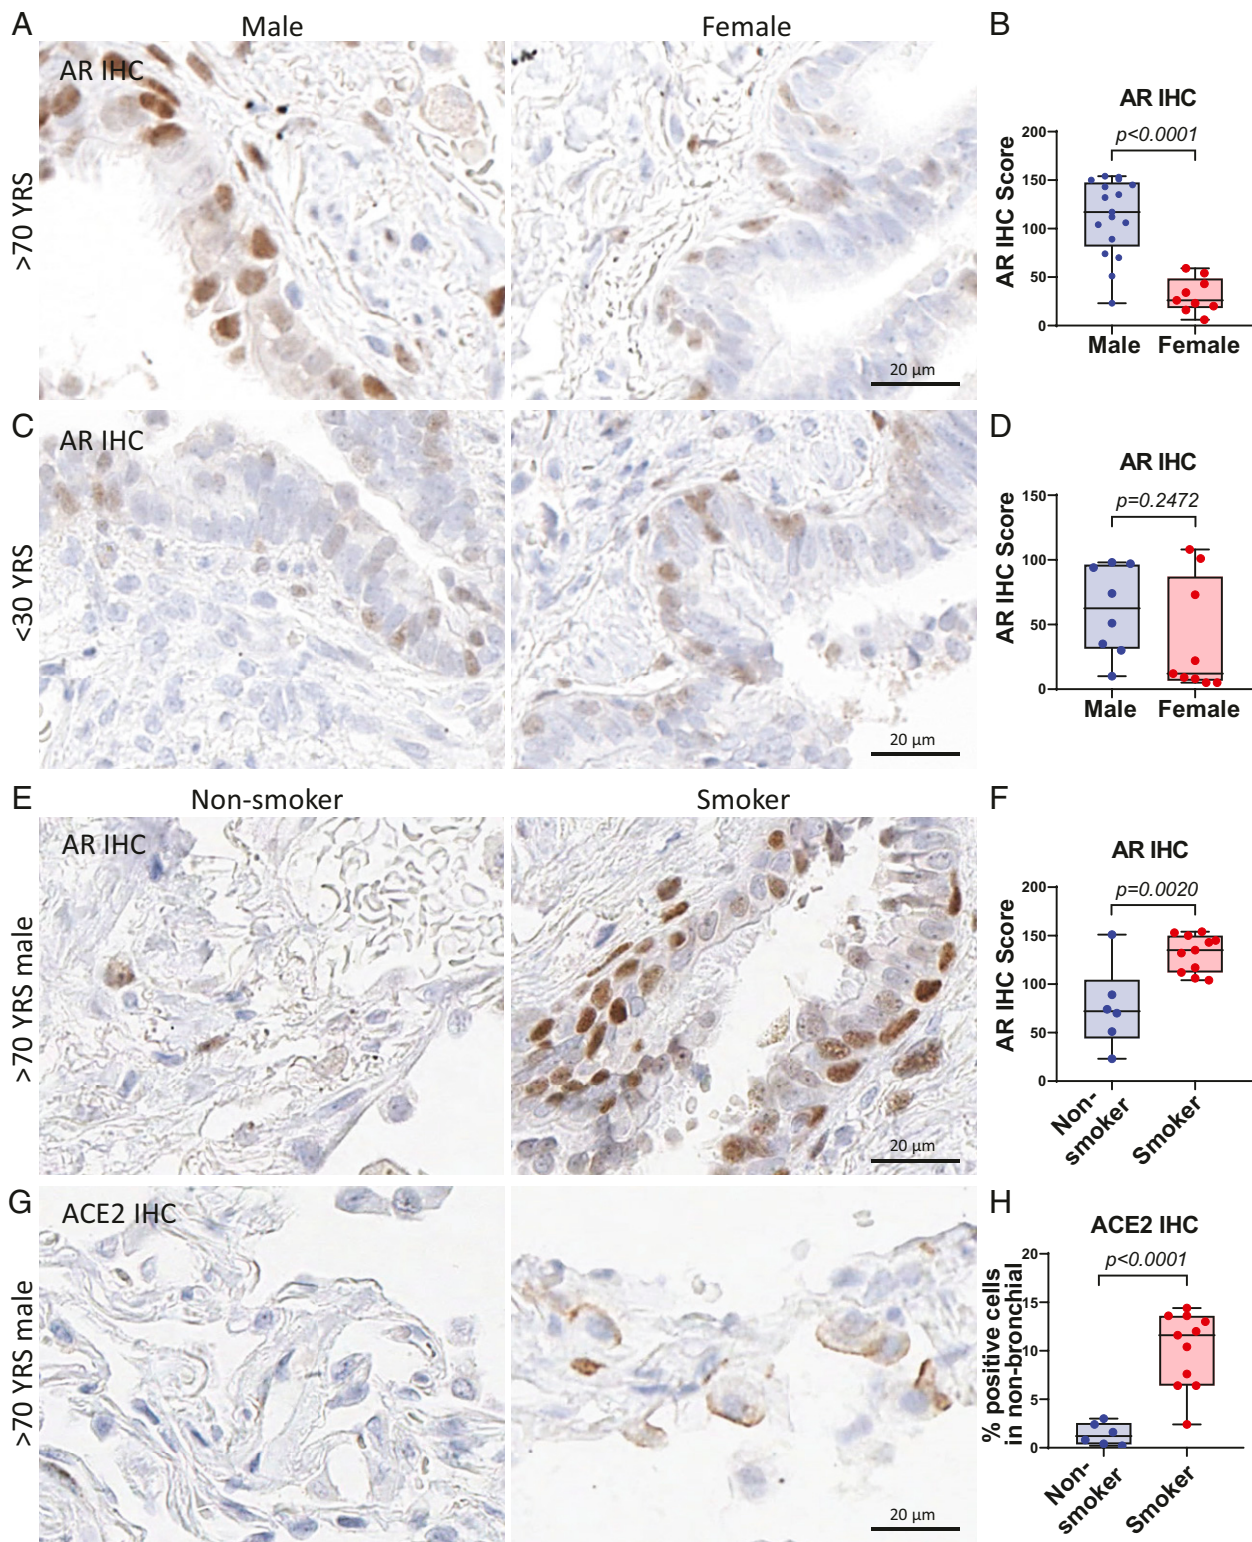 A
Male
Female
AR IHC
>70 YRS
20 µm
B
AR IHC
p<0.0001
AR IHC Score
200
150
100
50
0
Male Female
C
AR IHC
<30 YRS
20 µm
D
AR IHC
p=0.2472
AR IHC Score
150
100
50
0
Male Female
E
Non-smoker
Smoker
AR IHC
>70 YRS male
20 µm
F
AR IHC
p=0.0020
AR IHC Score
200
150
100
50
0
Non-
smoker
Smoker
G
ACE2 IHC
>70 YRS male
20 µm
H
ACE2 IHC
p<0.0001
% positive cells
in non-bronchial
20
15
10
5
0
Non-
smoker
Smoker